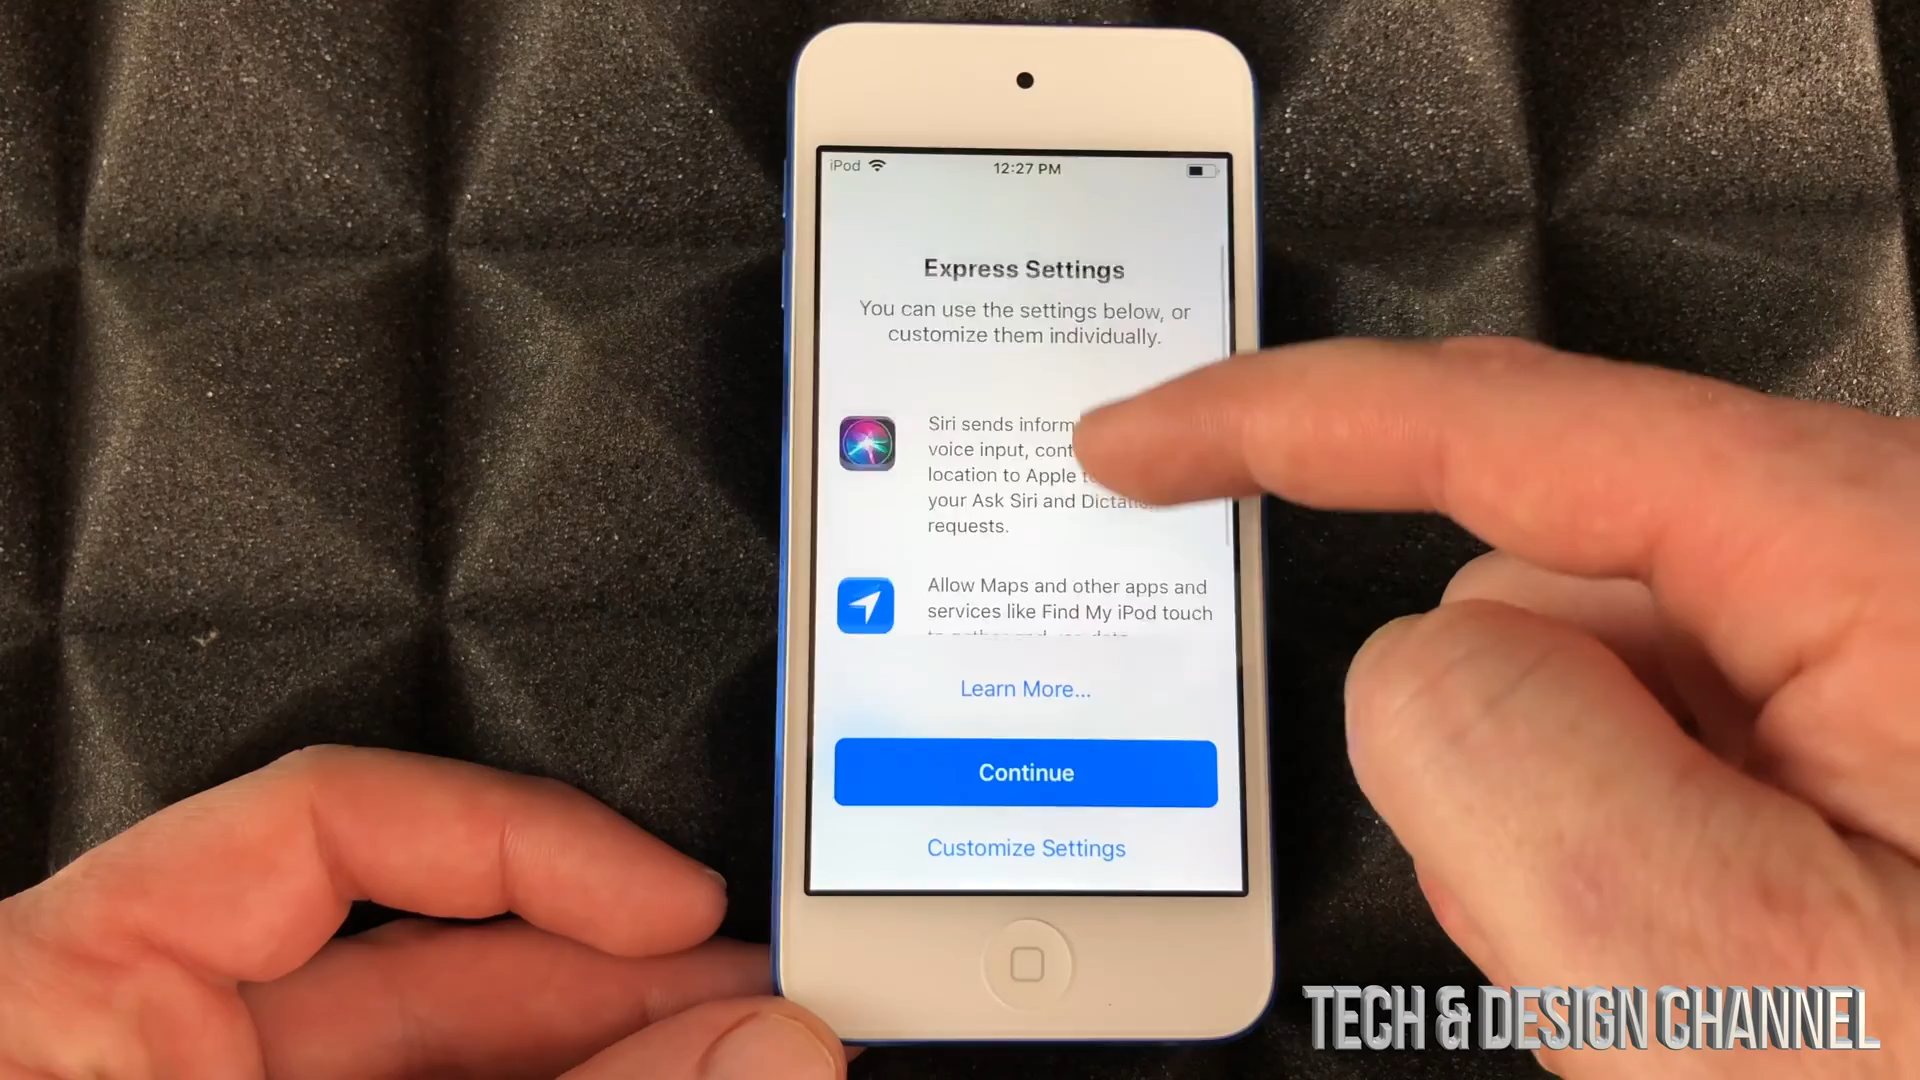 iPod 12:27 PM
Express Settings
You can use the settings below, or
customize them individually.
Siri sends inform
voice input, cont
location to Apple
your Ask Siri and
requests.
Allow Maps and other apps and
services like Find My iPod touch
Learn More...
Continue
Customize Settings
TECH & DESIGN CHANNEL